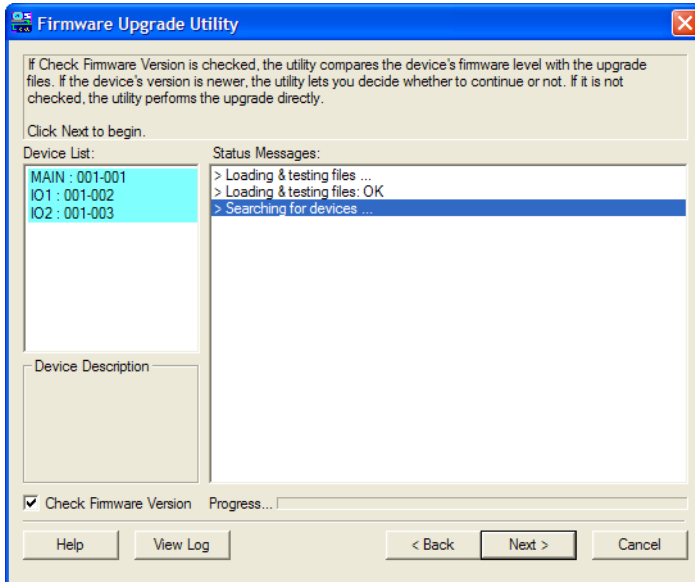 Firmware Upgrade Utility
If Check Firmware Version is checked, the utility compares the device's firmware level with the upgrade
files. If the device's version is newer, the utility lets you decide whether to continue or not. If it is not
checked, the utility performs the upgrade directly.
Click Next to begin.
Device List:
Status Messages:
MAIN : 001-001
IO1 : 001-002
IO2 : 001-003
> Loading & testing files ...
> Loading & testing files: OK
> Searching for devices ...
Device Description
Check Firmware Version
Progress...
Help
View Log
< Back
Next >
Cancel